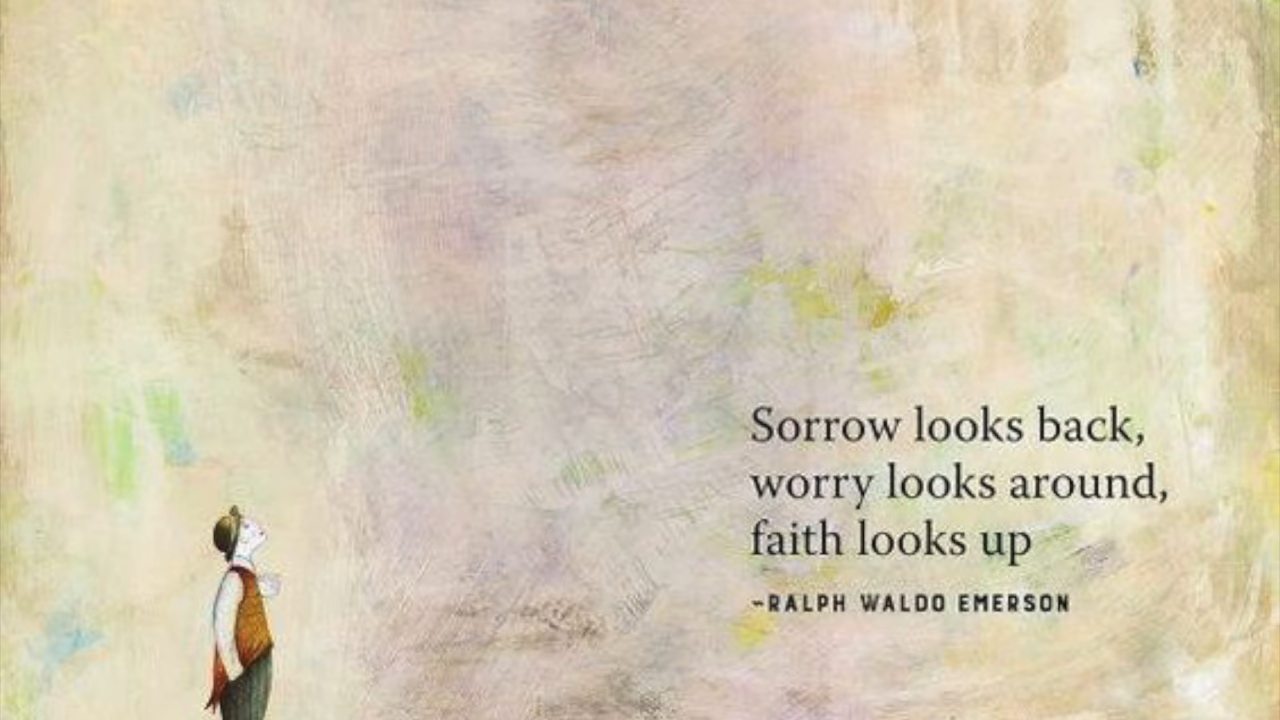 Sorrow looks back,
worry looks around,
faith looks up
~RALPH WALDO EMERSON